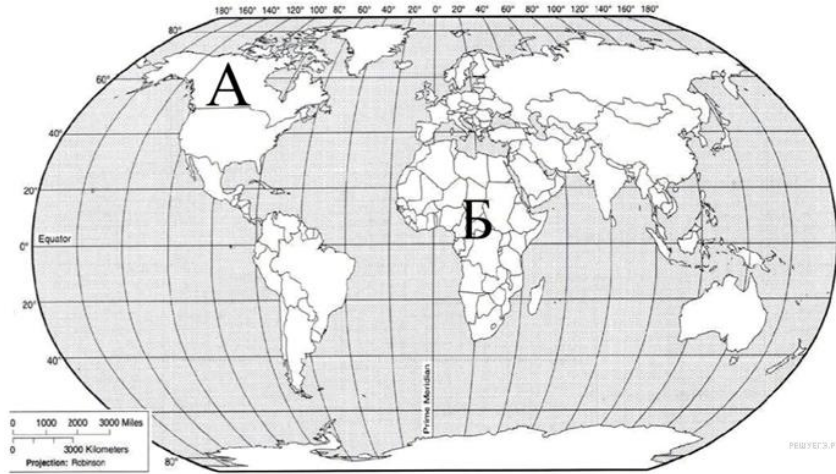 180° 160° 140° 120° 100° 80° 60° 40° 20° 0° 20° 40° 60° 80° 100° 120° 140° 160° 180°
80°
60°
А
40°
20°
Б
Equator
0°
20°
40°
Prime Meridian
0 1000 2000 3000 Miles
0 3000 Kilometers
Projection: Robinson
80°